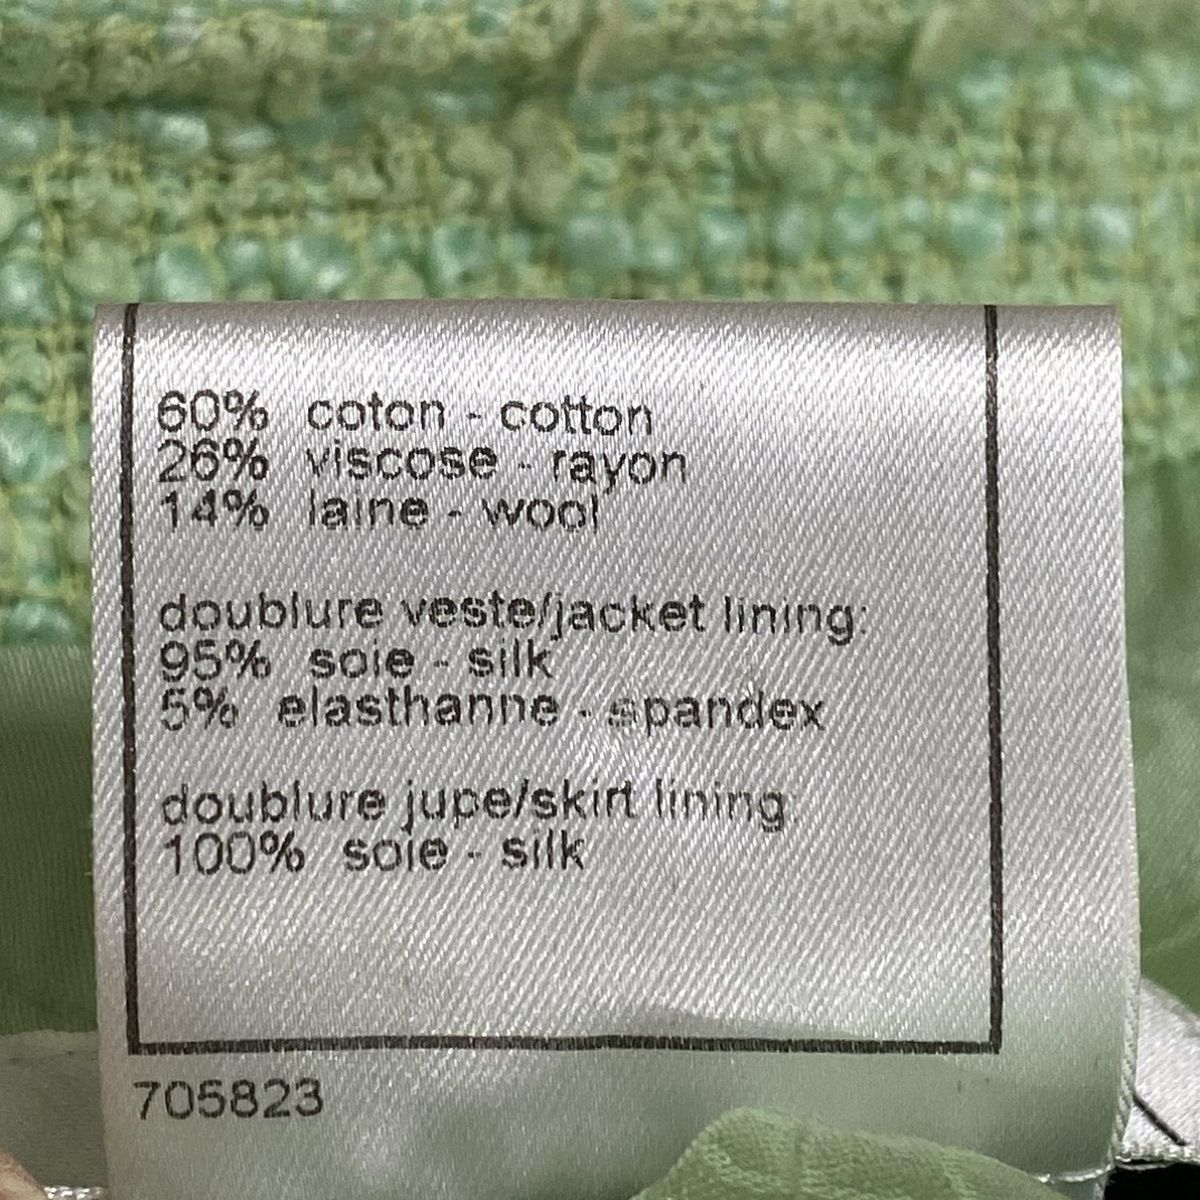 60% coton - cotton
26% viscose - rayon
14% laine - wool
doublure veste/jacket lining:
95% soie - silk
5% elasthanne - spandex
doublure jupe/skirt lining:
100% soie - silk
705823